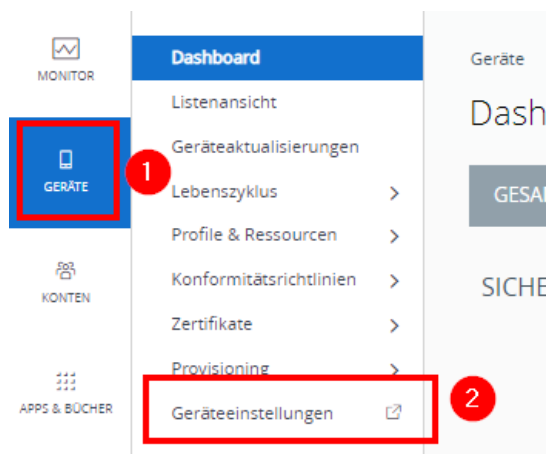 MONITOR
GERÄTE
1
KONTEN
APPS & BÜCHER
Dashboard
Listenansicht
Geräteaktualisierungen
Lebenszyklus
Profile & Ressourcen
Konformitätsrichtlinien
Zertifikate
Provisioning
Geräteeinstellungen
2
Geräte
Dash
GESA
SICHE